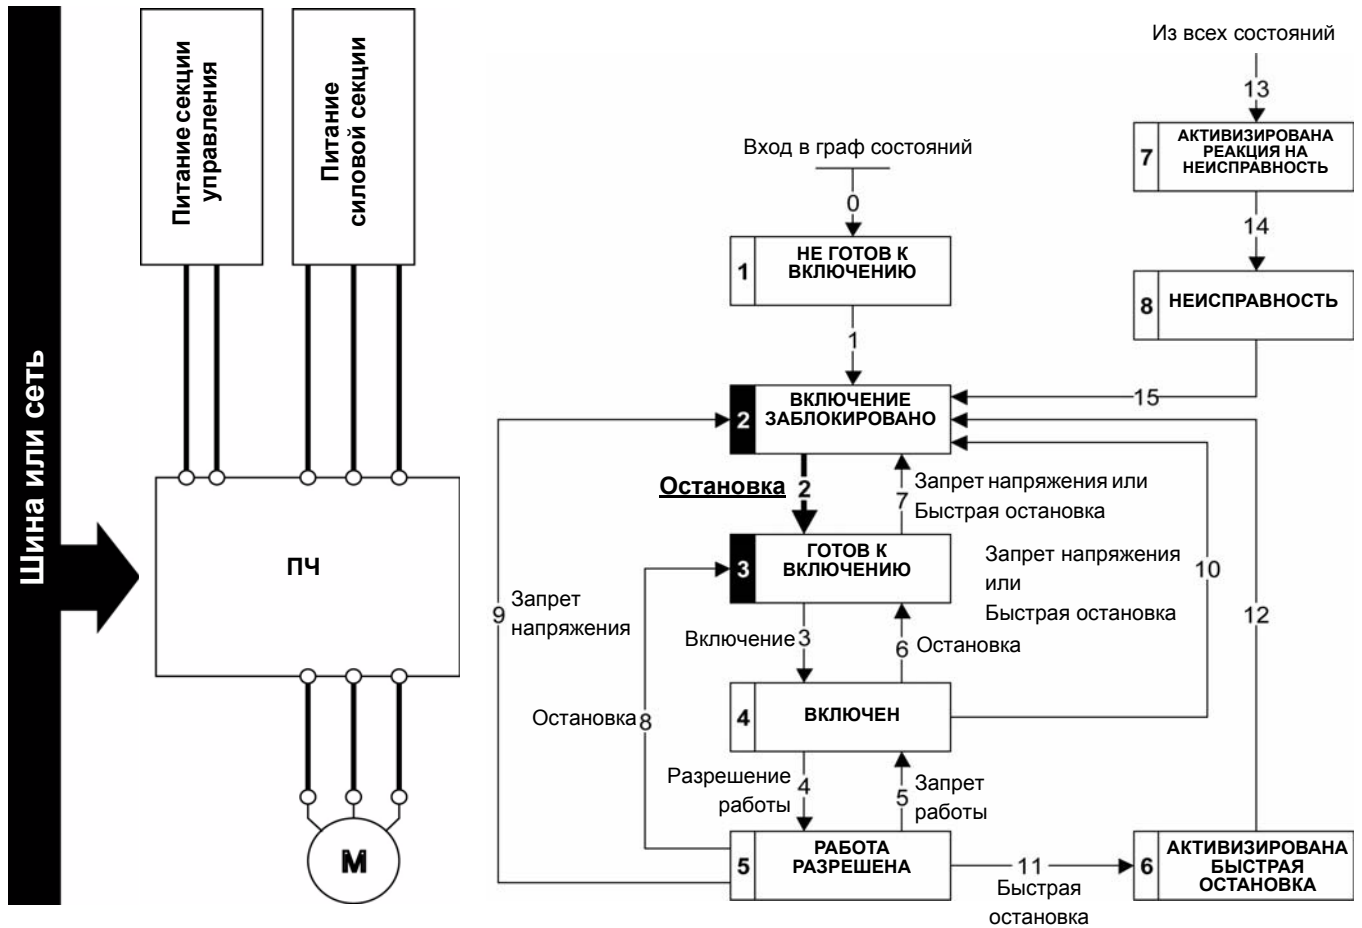 Шина или сеть
Питание секции
управления
Питание
силовой секции
ПЧ
M
Из всех состояний
13
7
АКТИВИЗИРОВАНА
РЕАКЦИЯ НА
НЕИСПРАВНОСТЬ
14
8
НЕИСПРАВНОСТЬ
15
Вход в граф состояний
0
1
НЕ ГОТОВ К
ВКЛЮЧЕНИЮ
1
2
ВКЛЮЧЕНИЕ
ЗАБЛОКИРОВАНО
Остановка 2
7
Запрет напряжения или
Быстрая остановка
3
ГОТОВ К
ВКЛЮЧЕНИЮ
Запрет напряжения
или
Быстрая остановка
10
12
9
Запрет
напряжения
Включение 3
6 Остановка
4
ВКЛЮЧЕН
Остановка 8
Разрешение
работы
4
5
Запрет
работы
5
РАБОТА
РАЗРЕШЕНА
11
Быстрая
остановка
6
АКТИВИЗИРОВАНА
БЫСТРАЯ
ОСТАНОВКА